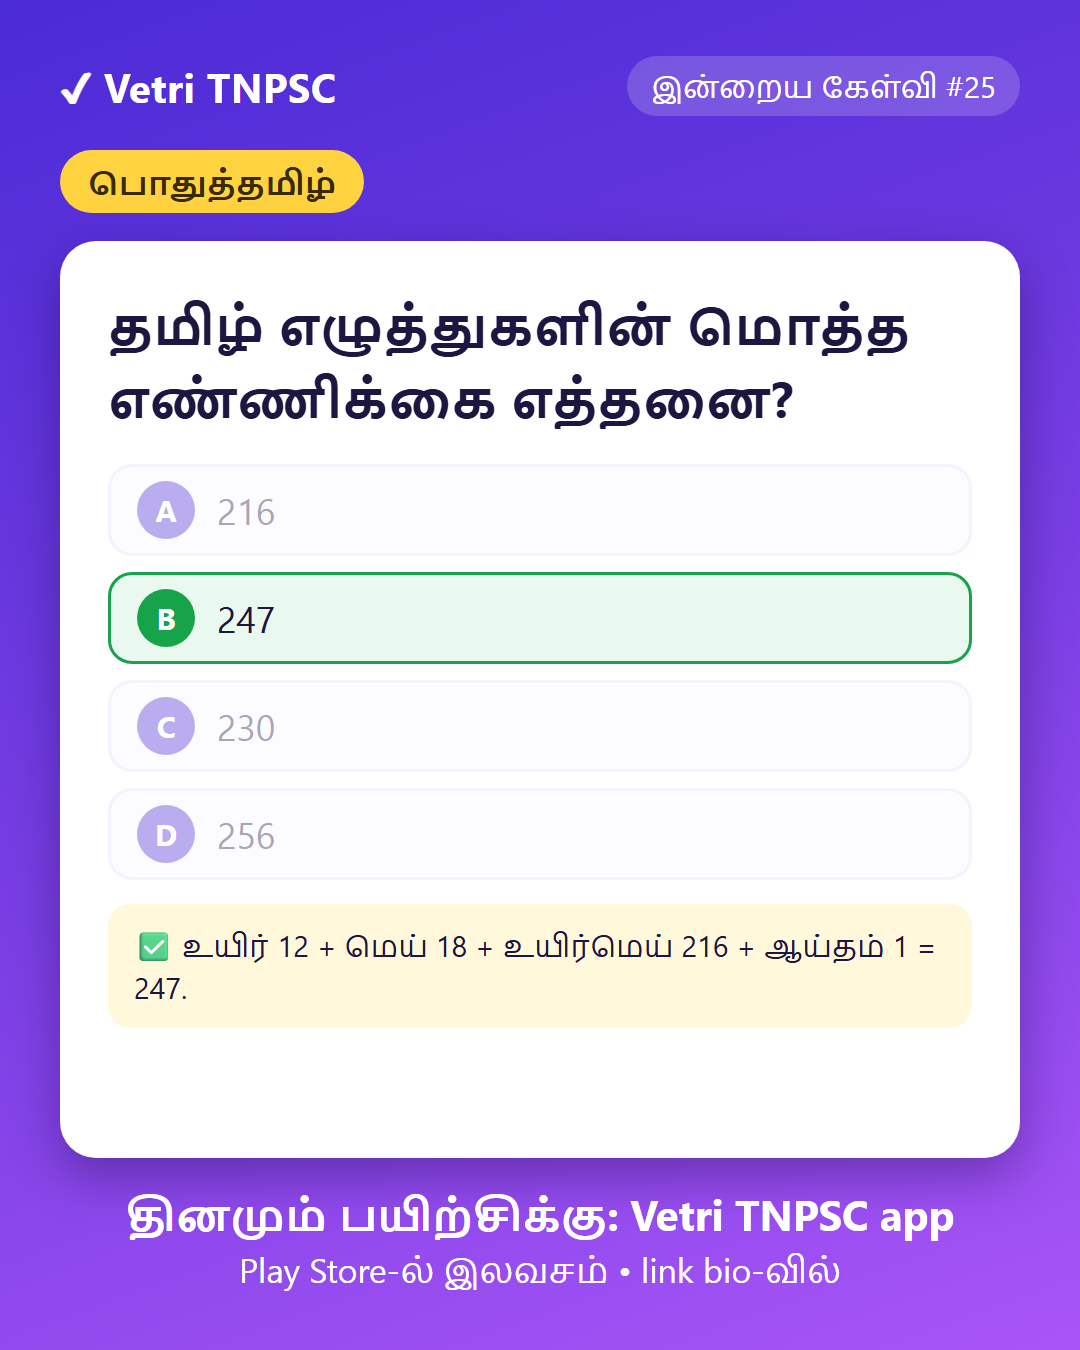 ✓ Vetri TNPSC
இன்றைய கேள்வி #25
பொதுத்தமிழ்
தமிழ் எழுத்துகளின் மொத்த
எண்ணிக்கை எத்தனை?
A 216
B 247
C 230
D 256
✅ உயிர் 12 + மெய் 18 + உயிர்மெய் 216 + ஆய்தம் 1 =
247.
தினமும் பயிற்சிக்கு: Vetri TNPSC app
Play Store-ல் இலவசம் • link bio-வில்